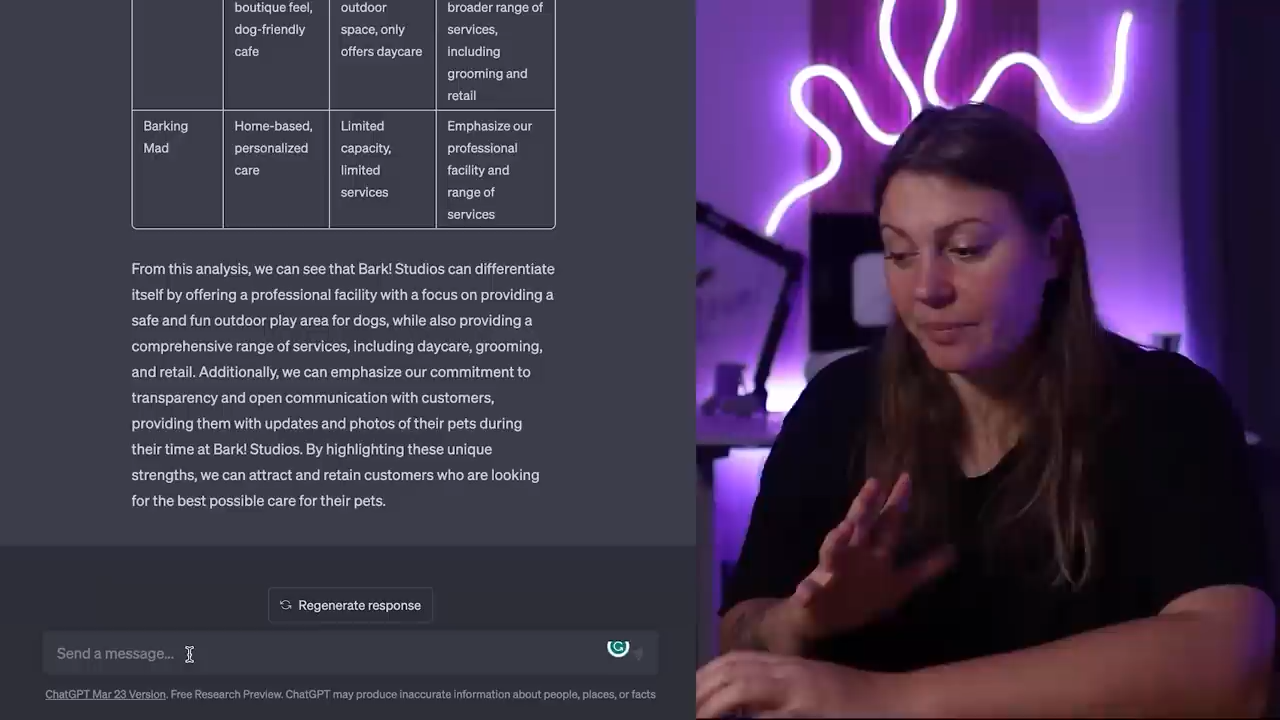 boutique feel,
dog-friendly
cafe
outdoor
space, only
offers daycare
broader range of
services,
including
grooming and
retail
Barking
Mad
Home-based,
personalized
care
Limited
capacity,
limited
services
Emphasize our
professional
facility and
range of
services
From this analysis, we can see that Bark! Studios can differentiate
itself by offering a professional facility with a focus on providing a
safe and fun outdoor play area for dogs, while also providing a
comprehensive range of services, including daycare, grooming,
and retail. Additionally, we can emphasize our commitment to
transparency and open communication with customers,
providing them with updates and photos of their pets during
their time at Bark! Studios. By highlighting these unique
strengths, we can attract and retain customers who are looking
for the best possible care for their pets.
Regenerate response
Send a message...
ChatGPT Mar 23 Version. Free Research Preview. ChatGPT may produce inaccurate information about people, places, or facts